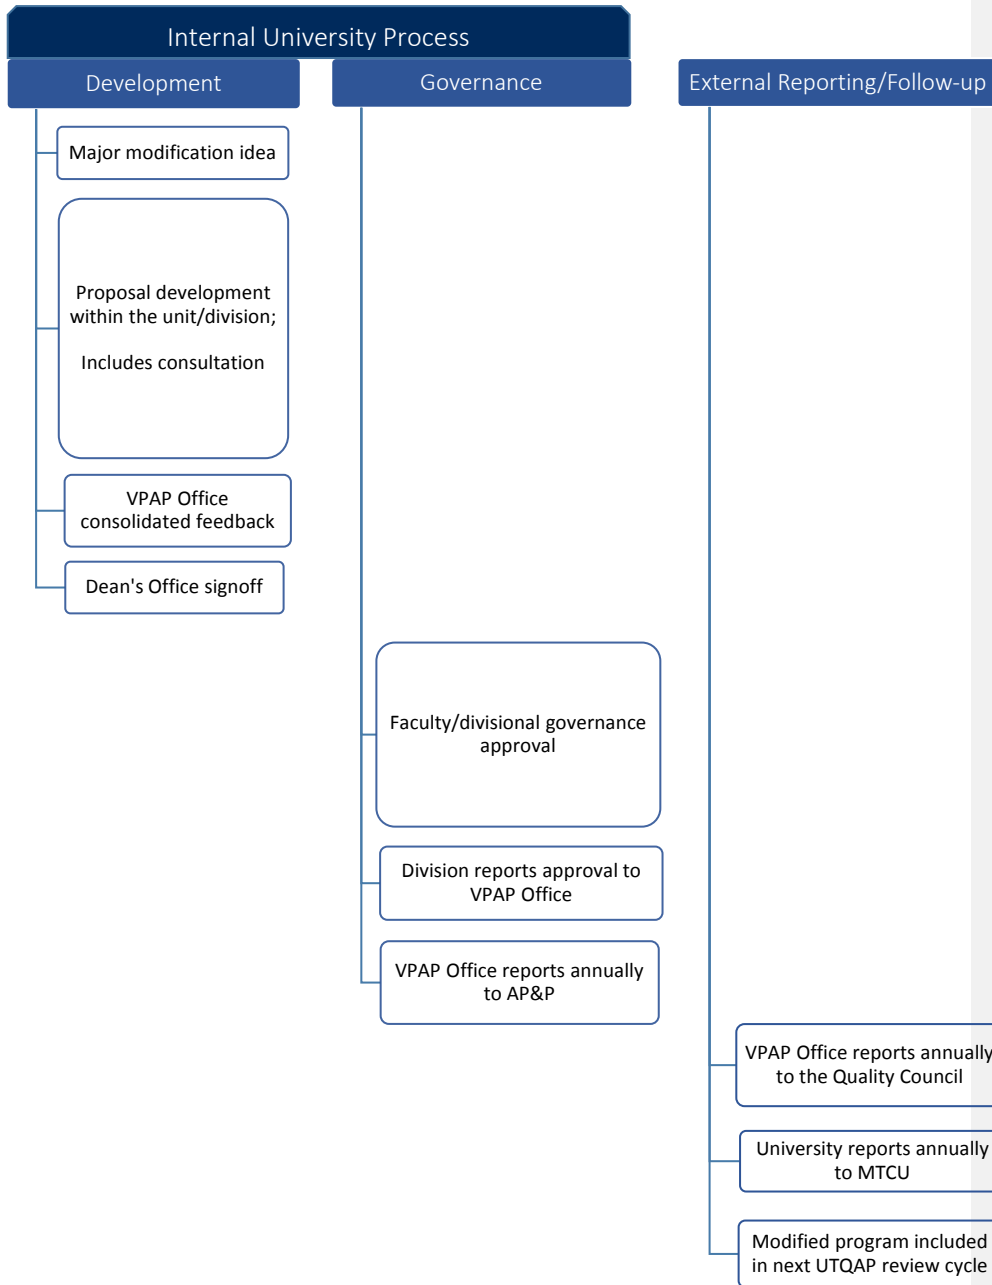 Internal University Process
Development
Governance
External Reporting/Follow-up
Major modification idea
Proposal development
within the unit/division;
Includes consultation
VPAP Office
consolidated feedback
Dean's Office signoff
Faculty/divisional governance
approval
Division reports approval to
VPAP Office
VPAP Office reports annually
to AP&P
VPAP Office reports annually
to the Quality Council
University reports annually
to MTCU
Modified program included
in next UTQAP review cycle